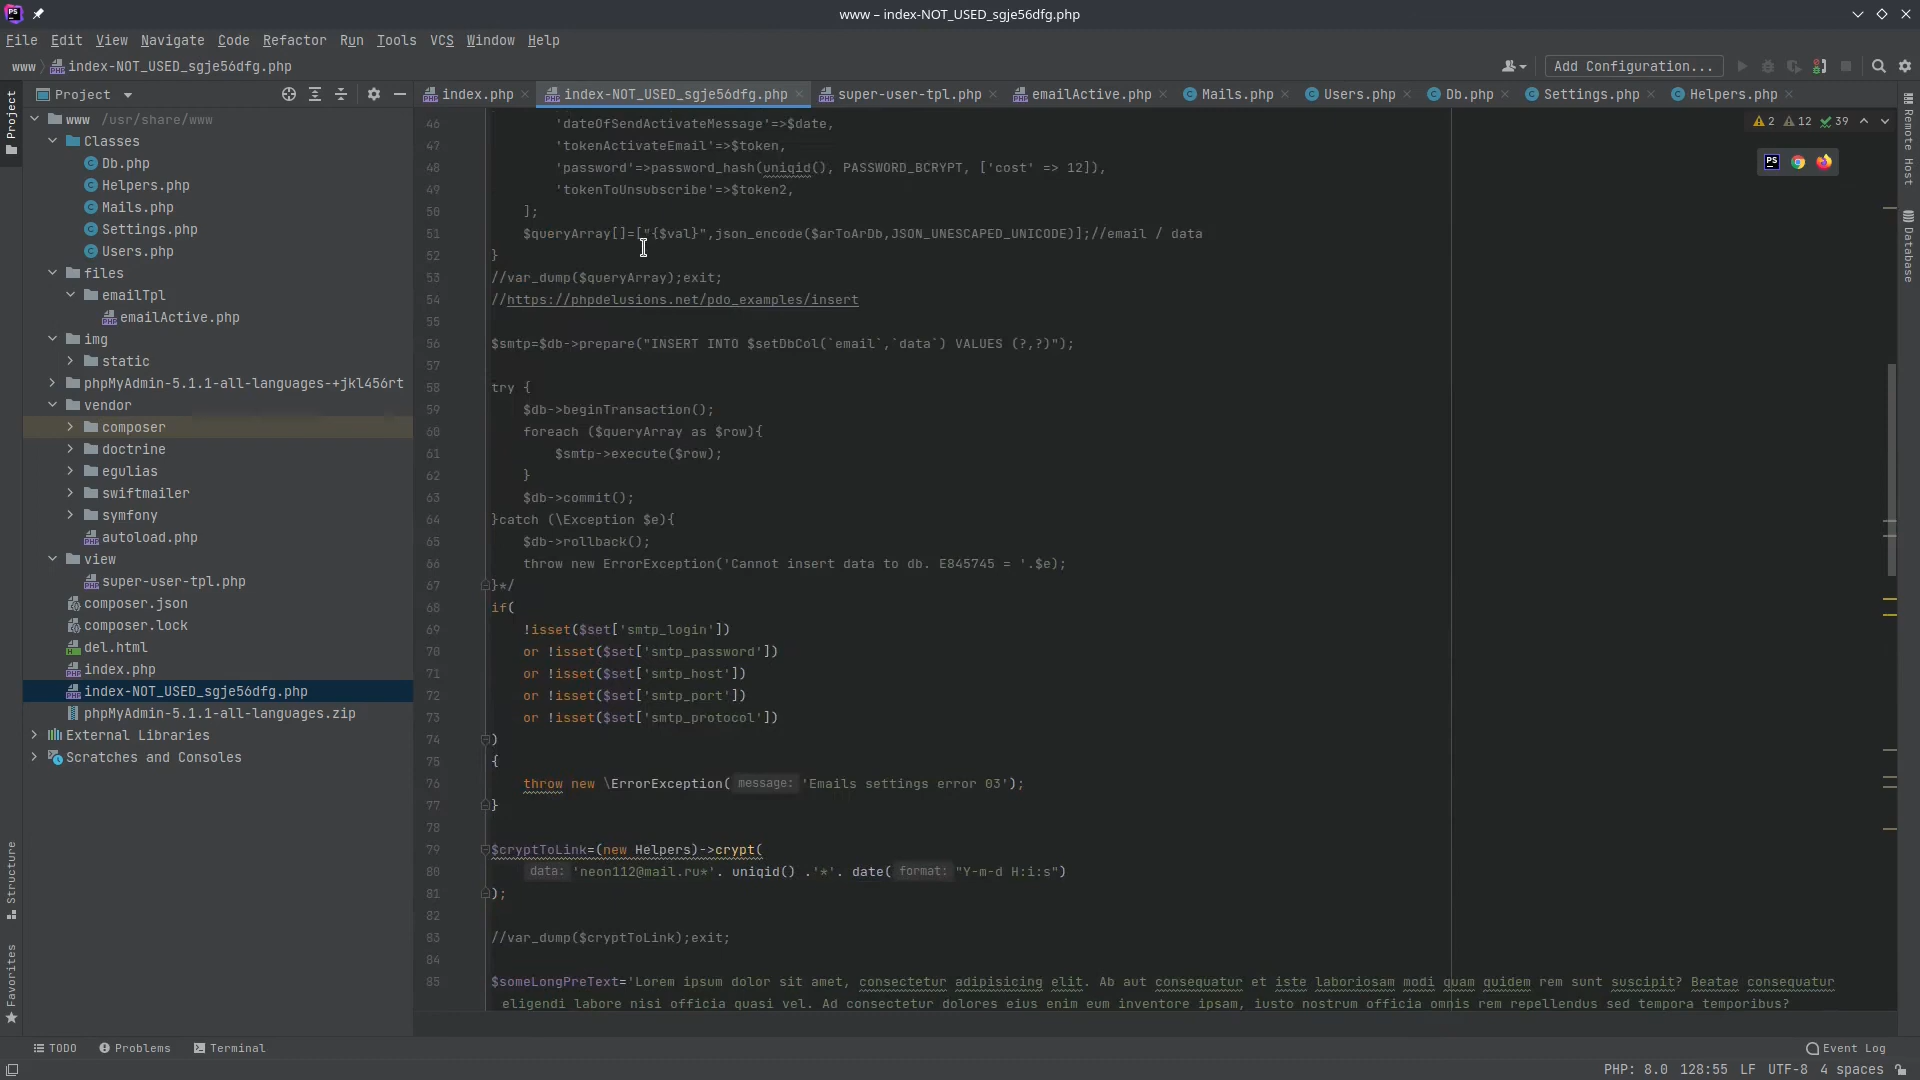 www – index-NOT_USED_sgje56dfg.php
File Edit View Navigate Code Refactor Run Tools VCS Window Help
www index-NOT_USED_sgje56dfg.php
Add Configuration...
Project
index.php
index-NOT_USED_sgje56dfg.php
super-user-tpl.php
emailActive.php
Mails.php
Users.php
Db.php
Settings.php
Helpers.php
Project
Structure
Favorites
www /usr/share/www
Classes
Db.php
Helpers.php
Mails.php
Settings.php
Users.php
files
emailTpl
emailActive.php
img
static
phpMyAdmin-5.1.1-all-languages-+jkl456rt
vendor
composer
doctrine
egulias
swiftmailer
symfony
autoload.php
view
super-user-tpl.php
composer.json
composer.lock
del.html
index.php
index-NOT_USED_sgje56dfg.php
phpMyAdmin-5.1.1-all-languages.zip
External Libraries
Scratches and Consoles
2 12 39
46 'dateOfSendActivateMessage'=>$date,
47 'tokenActivateEmail'=>$token,
48 'password'=>password_hash(uniqid(), PASSWORD_BCRYPT, ['cost' => 12]),
49 'tokenToUnsubscribe'=>$token2,
50 ];
51 $queryArray[]=["{$val}",json_encode($arToArDb,JSON_UNESCAPED_UNICODE)];//email / data
52 }
53 //var_dump($queryArray);exit;
54 //https://phpdelusions.net/pdo_examples/insert
55
56 $smtp=$db->prepare("INSERT INTO $setDbCol(`email`,`data`) VALUES (?,?)");
57
58 try {
59 $db->beginTransaction();
60 foreach ($queryArray as $row){
61 $smtp->execute($row);
62 }
63 $db->commit();
64 }catch (\Exception $e){
65 $db->rollback();
66 throw new ErrorException('Cannot insert data to db. E845745 = '.$e);
67 }*/
68 if(
69 !isset($set['smtp_login'])
70 or !isset($set['smtp_password'])
71 or !isset($set['smtp_host'])
72 or !isset($set['smtp_port'])
73 or !isset($set['smtp_protocol'])
74 )
75 {
76 throw new \ErrorException( message: 'Emails settings error 03');
77 }
78
79 $cryptToLink=(new Helpers)->crypt(
80 data: 'neon112@mail.ru*'. uniqid() .'*'. date( format: "Y-m-d H:i:s")
81 );
82
83 //var_dump($cryptToLink);exit;
84
85 $someLongPreText='Lorem ipsum dolor sit amet, consectetur adipisicing elit. Ab aut consequatur et iste laboriosam modi quam quidem rem sunt suscipit? Beatae consequatur
eligendi labore nisi officia quasi vel. Ad consectetur dolores eius enim eum inventore ipsam, iusto nostrum officia omnis rem repellendus sed tempora temporibus?
Remote Host
Database
TODO Problems Terminal Event Log
PHP: 8.0 128:55 LF UTF-8 4 spaces